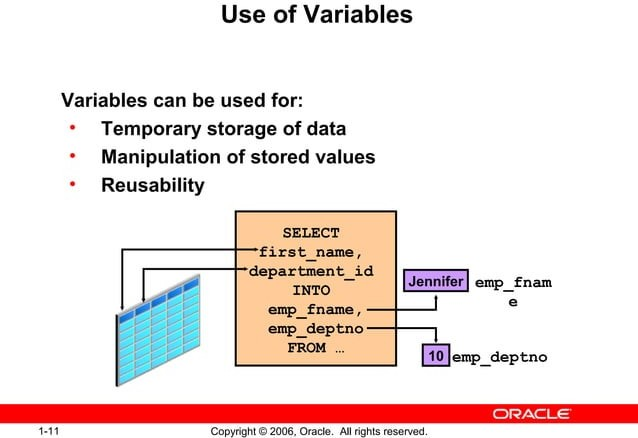 Use of Variables
Variables can be used for:
• Temporary storage of data
• Manipulation of stored values
• Reusability
SELECT
first_name,
department_id
INTO
emp_fname,
emp_deptno
FROM …
Jennifer
emp_fnam
e
10
emp_deptno
ORACLE
1-11
Copyright © 2006, Oracle. All rights reserved.